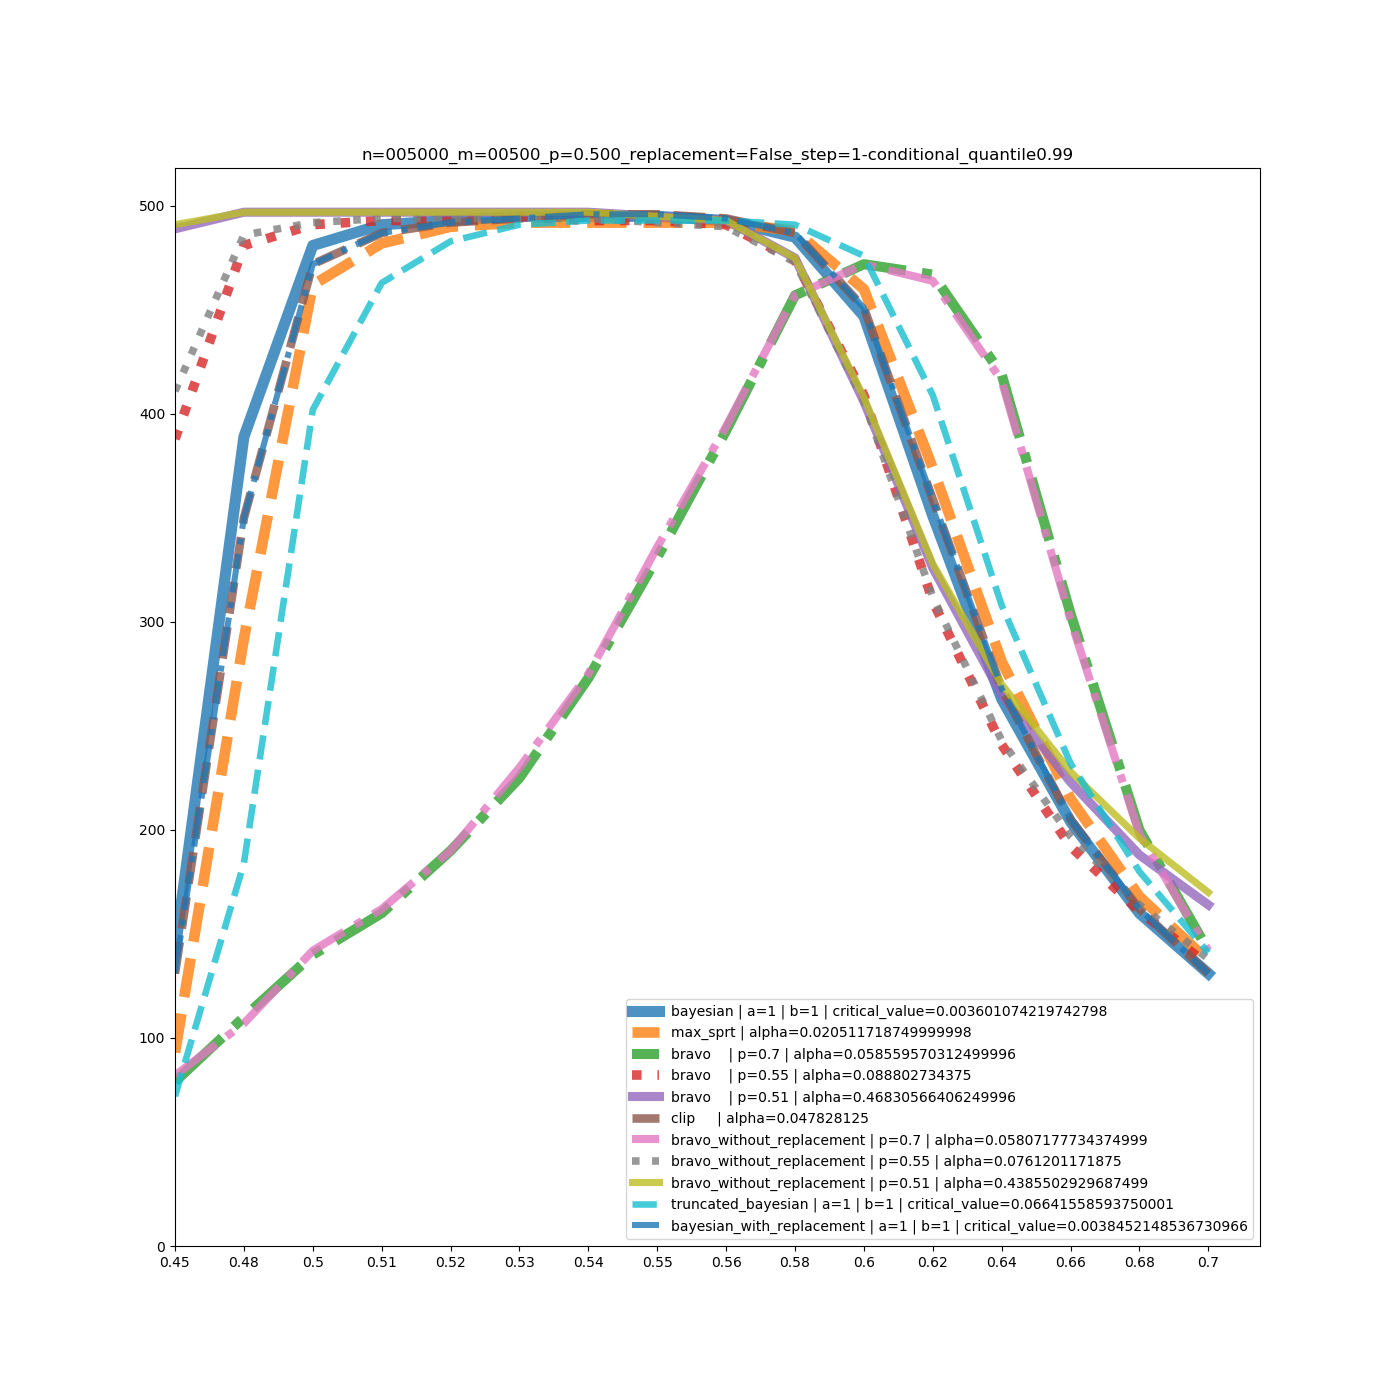 n=005000_m=00500_p=0.500_replacement=False_step=1-conditional_quantile0.99
500
400
300
200
100
0
0.45 0.48 0.5 0.51 0.52 0.53 0.54 0.55 0.56 0.58 0.6 0.62 0.64 0.66 0.68 0.7
bayesian | a=1 | b=1 | critical_value=0.003601074219742798
max_sprt | alpha=0.020511718749999998
bravo | p=0.7 | alpha=0.058559570312499996
bravo | p=0.55 | alpha=0.088802734375
bravo | p=0.51 | alpha=0.46830566406249996
clip | alpha=0.047828125
bravo_without_replacement | p=0.7 | alpha=0.05807177734374999
bravo_without_replacement | p=0.55 | alpha=0.0761201171875
bravo_without_replacement | p=0.51 | alpha=0.4385502929687499
truncated_bayesian | a=1 | b=1 | critical_value=0.06641558593750001
bayesian_with_replacement | a=1 | b=1 | critical_value=0.0038452148536730966